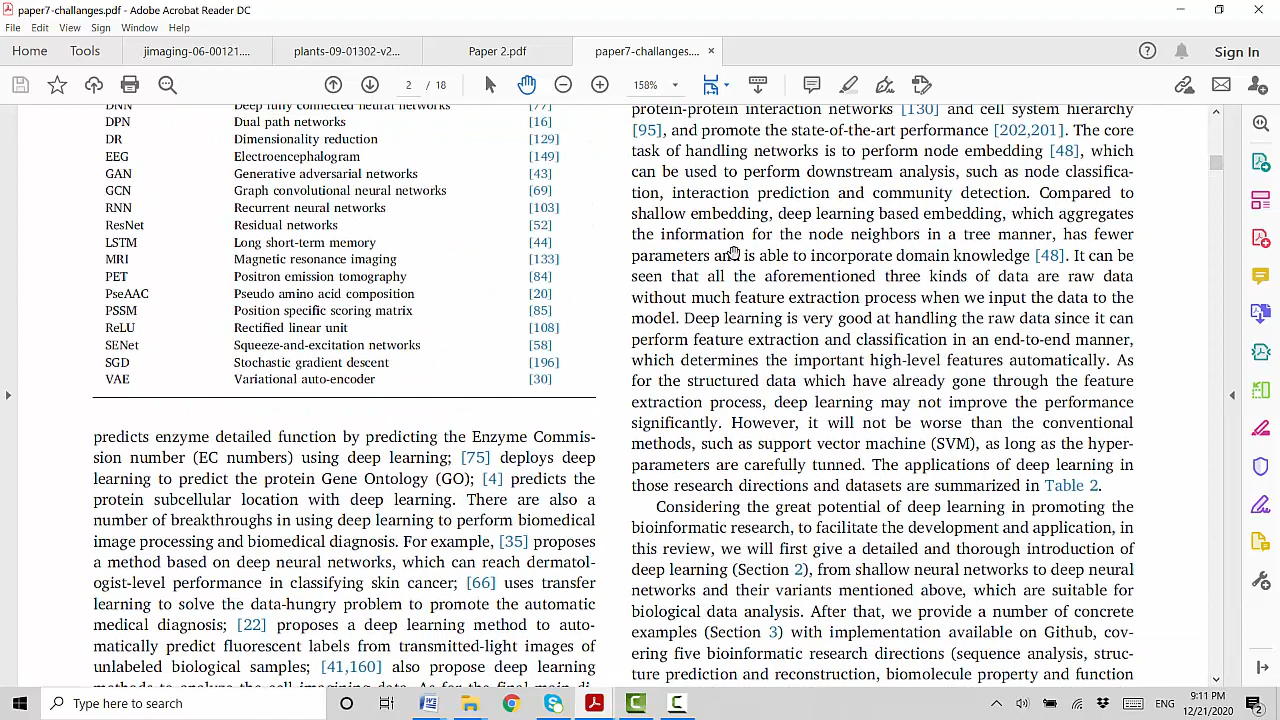 paper7-challanges.pdf - Adobe Acrobat Reader DC
File Edit View Sign Window Help
Home Tools jimaging-06-00121... plants-09-01302-v2... Paper 2.pdf paper7-challanges.... × Sign In
2 / 18 158%
DNN Deep fully connected neural networks [77]
DPN Dual path networks [16]
DR Dimensionality reduction [129]
EEG Electroencephalogram [149]
GAN Generative adversarial networks [43]
GCN Graph convolutional neural networks [69]
RNN Recurrent neural networks [103]
ResNet Residual networks [52]
LSTM Long short-term memory [44]
MRI Magnetic resonance imaging [133]
PET Positron emission tomography [84]
PseAAC Pseudo amino acid composition [20]
PSSM Position specific scoring matrix [85]
ReLU Rectified linear unit [108]
SENet Squeeze-and-excitation networks [58]
SGD Stochastic gradient descent [196]
VAE Variational auto-encoder [30]
predicts enzyme detailed function by predicting the Enzyme Commis-
sion number (EC numbers) using deep learning; [75] deploys deep
learning to predict the protein Gene Ontology (GO); [4] predicts the
protein subcellular location with deep learning. There are also a
number of breakthroughs in using deep learning to perform biomedical
image processing and biomedical diagnosis. For example, [35] proposes
a method based on deep neural networks, which can reach dermatol-
ogist-level performance in classifying skin cancer; [66] uses transfer
learning to solve the data-hungry problem to promote the automatic
medical diagnosis; [22] proposes a deep learning method to auto-
matically predict fluorescent labels from transmitted-light images of
unlabeled biological samples; [41,160] also propose deep learning
methods to analyze the cell imaging data. As for the final main di-
protein-protein interaction networks [130] and cell system hierarchy
[95], and promote the state-of-the-art performance [202,201]. The core
task of handling networks is to perform node embedding [48], which
can be used to perform downstream analysis, such as node classifica-
tion, interaction prediction and community detection. Compared to
shallow embedding, deep learning based embedding, which aggregates
the information for the node neighbors in a tree manner, has fewer
parameters and is able to incorporate domain knowledge [48]. It can be
seen that all the aforementioned three kinds of data are raw data
without much feature extraction process when we input the data to the
model. Deep learning is very good at handling the raw data since it can
perform feature extraction and classification in an end-to-end manner,
which determines the important high-level features automatically. As
for the structured data which have already gone through the feature
extraction process, deep learning may not improve the performance
significantly. However, it will not be worse than the conventional
methods, such as support vector machine (SVM), as long as the hyper-
parameters are carefully tunned. The applications of deep learning in
those research directions and datasets are summarized in Table 2.
Considering the great potential of deep learning in promoting the
bioinformatic research, to facilitate the development and application, in
this review, we will first give a detailed and thorough introduction of
deep learning (Section 2), from shallow neural networks to deep neural
networks and their variants mentioned above, which are suitable for
biological data analysis. After that, we provide a number of concrete
examples (Section 3) with implementation available on Github, cov-
ering five bioinformatic research directions (sequence analysis, struc-
ture prediction and reconstruction, biomolecule property and function
Type here to search
ENG
9:11 PM
12/21/2020
2